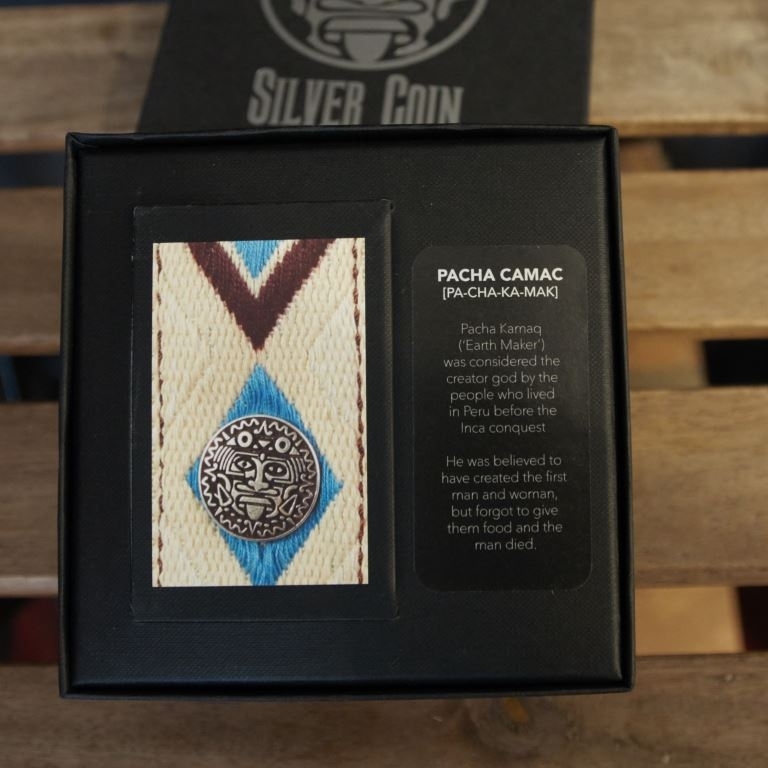 SILVER COIN
PACHA CAMAC
[PA-CHA-KA-MAK]
Pacha Kamaq
('Earth Maker')
was considered the
creator god by the
people who lived
in Peru before the
Inca conquest
He was believed to
have created the first
man and woman,
but forgot to give
them food and the
man died.